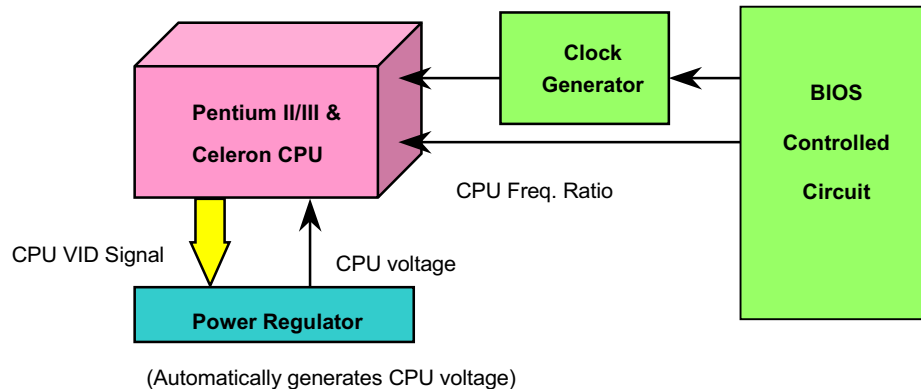 Clock
Generator
BIOS
Controlled
Circuit
Pentium II/III &
Celeron CPU
CPU Freq. Ratio
CPU VID Signal
CPU voltage
Power Regulator
(Automatically generates CPU voltage)